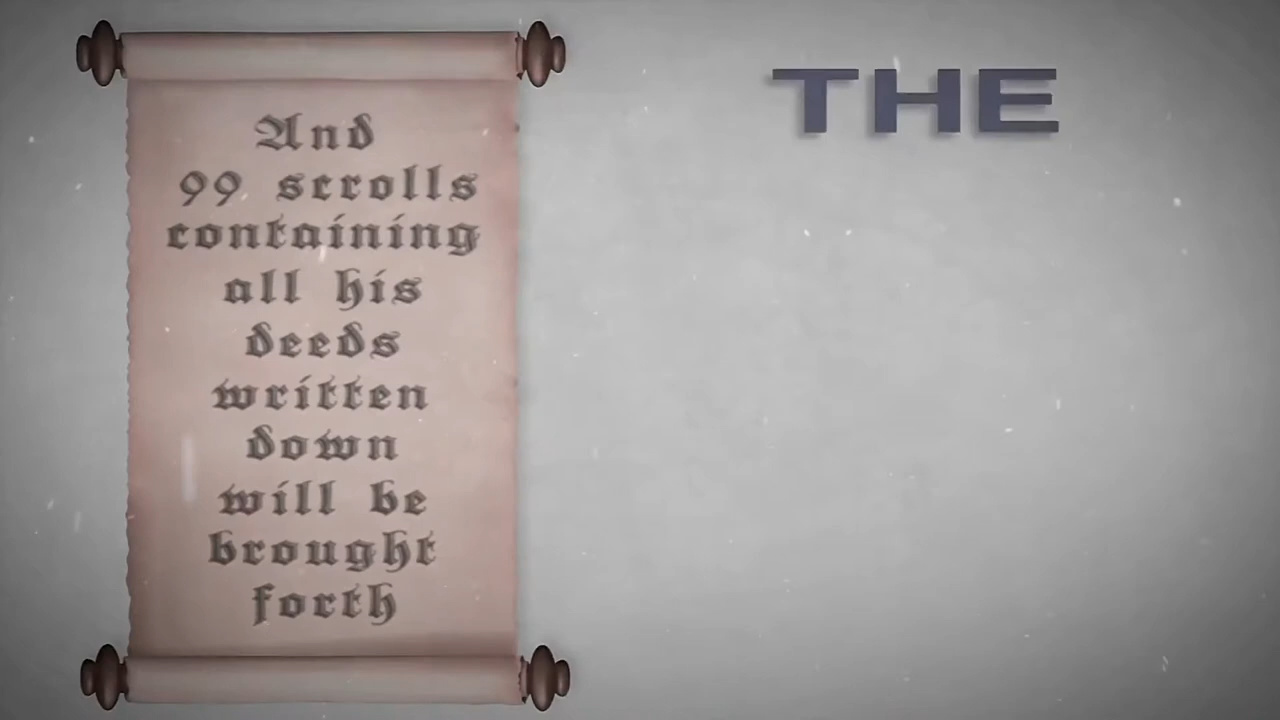 And
99 scrolls
containing
all his
deeds
written
down
will be
brought
forth
THE